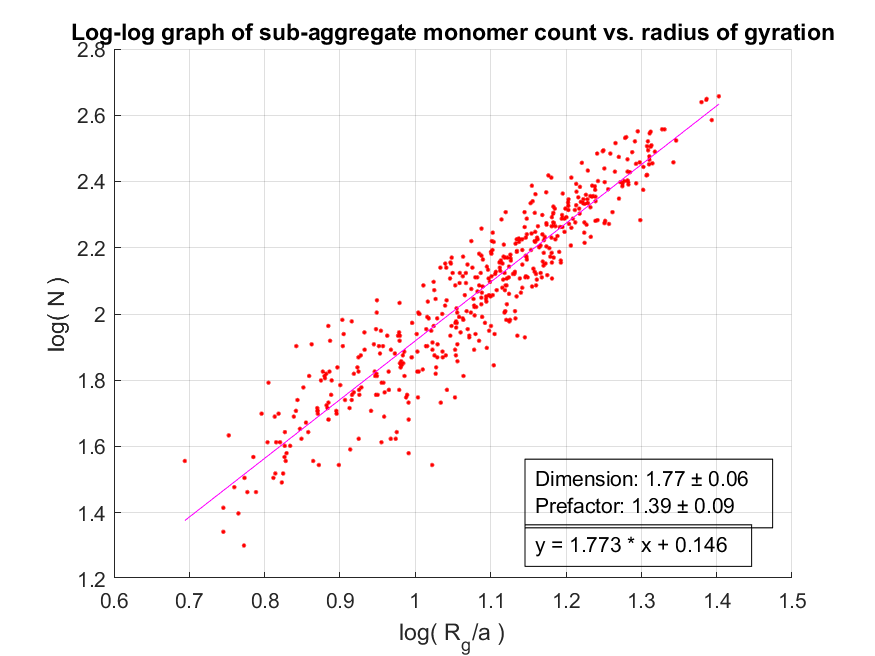 Log-log graph of sub-aggregate monomer count vs. radius of gyration
2.8
2.6
2.4
2.2
2
1.8
1.6
1.4
1.2
log( N )
Dimension: 1.77 ± 0.06
Prefactor: 1.39 ± 0.09
y = 1.773 * x + 0.146
0.6 0.7 0.8 0.9 1 1.1 1.2 1.3 1.4 1.5
log( R_g/a )